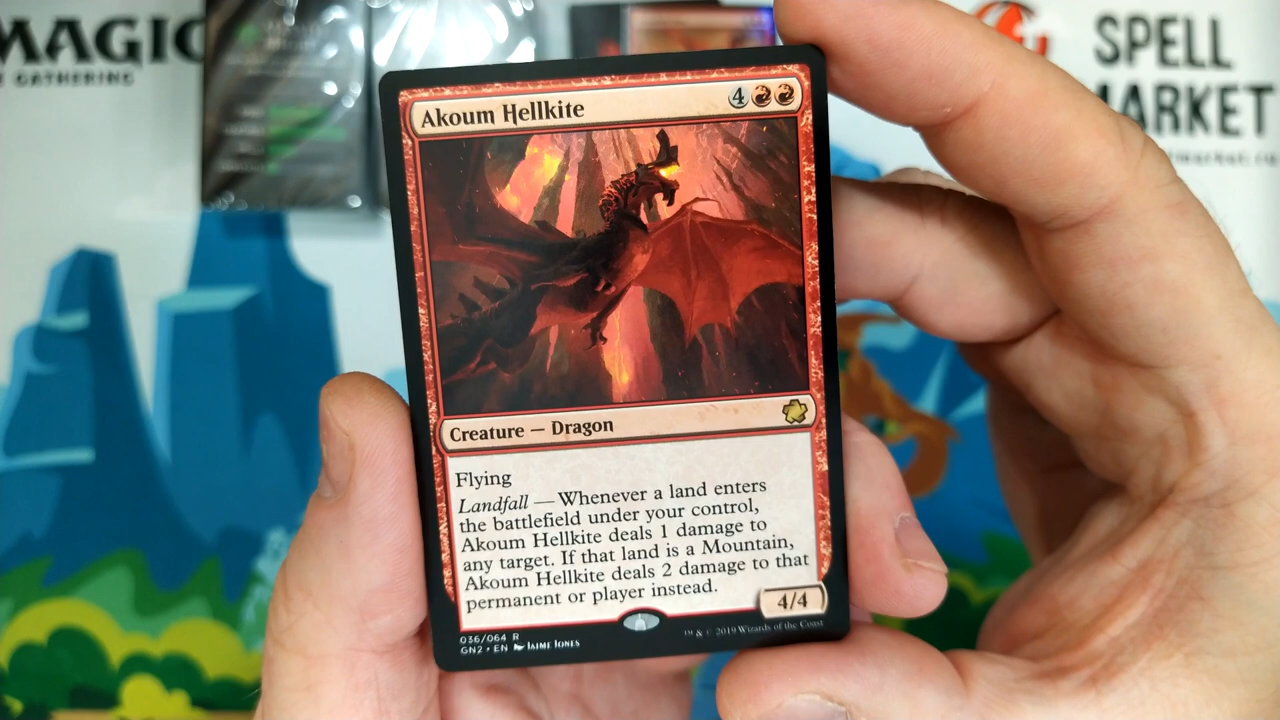 MAGIC
GATHERING
SPELL
MARKET
Akoum Hellkite
4
Creature — Dragon
Flying
Landfall — Whenever a land enters
the battlefield under your control,
Akoum Hellkite deals 1 damage to
any target. If that land is a Mountain,
Akoum Hellkite deals 2 damage to that
permanent or player instead.
4/4
036/064 R
GN2 • EN Jaime Jones
™ & © 2019 Wizards of the Coast